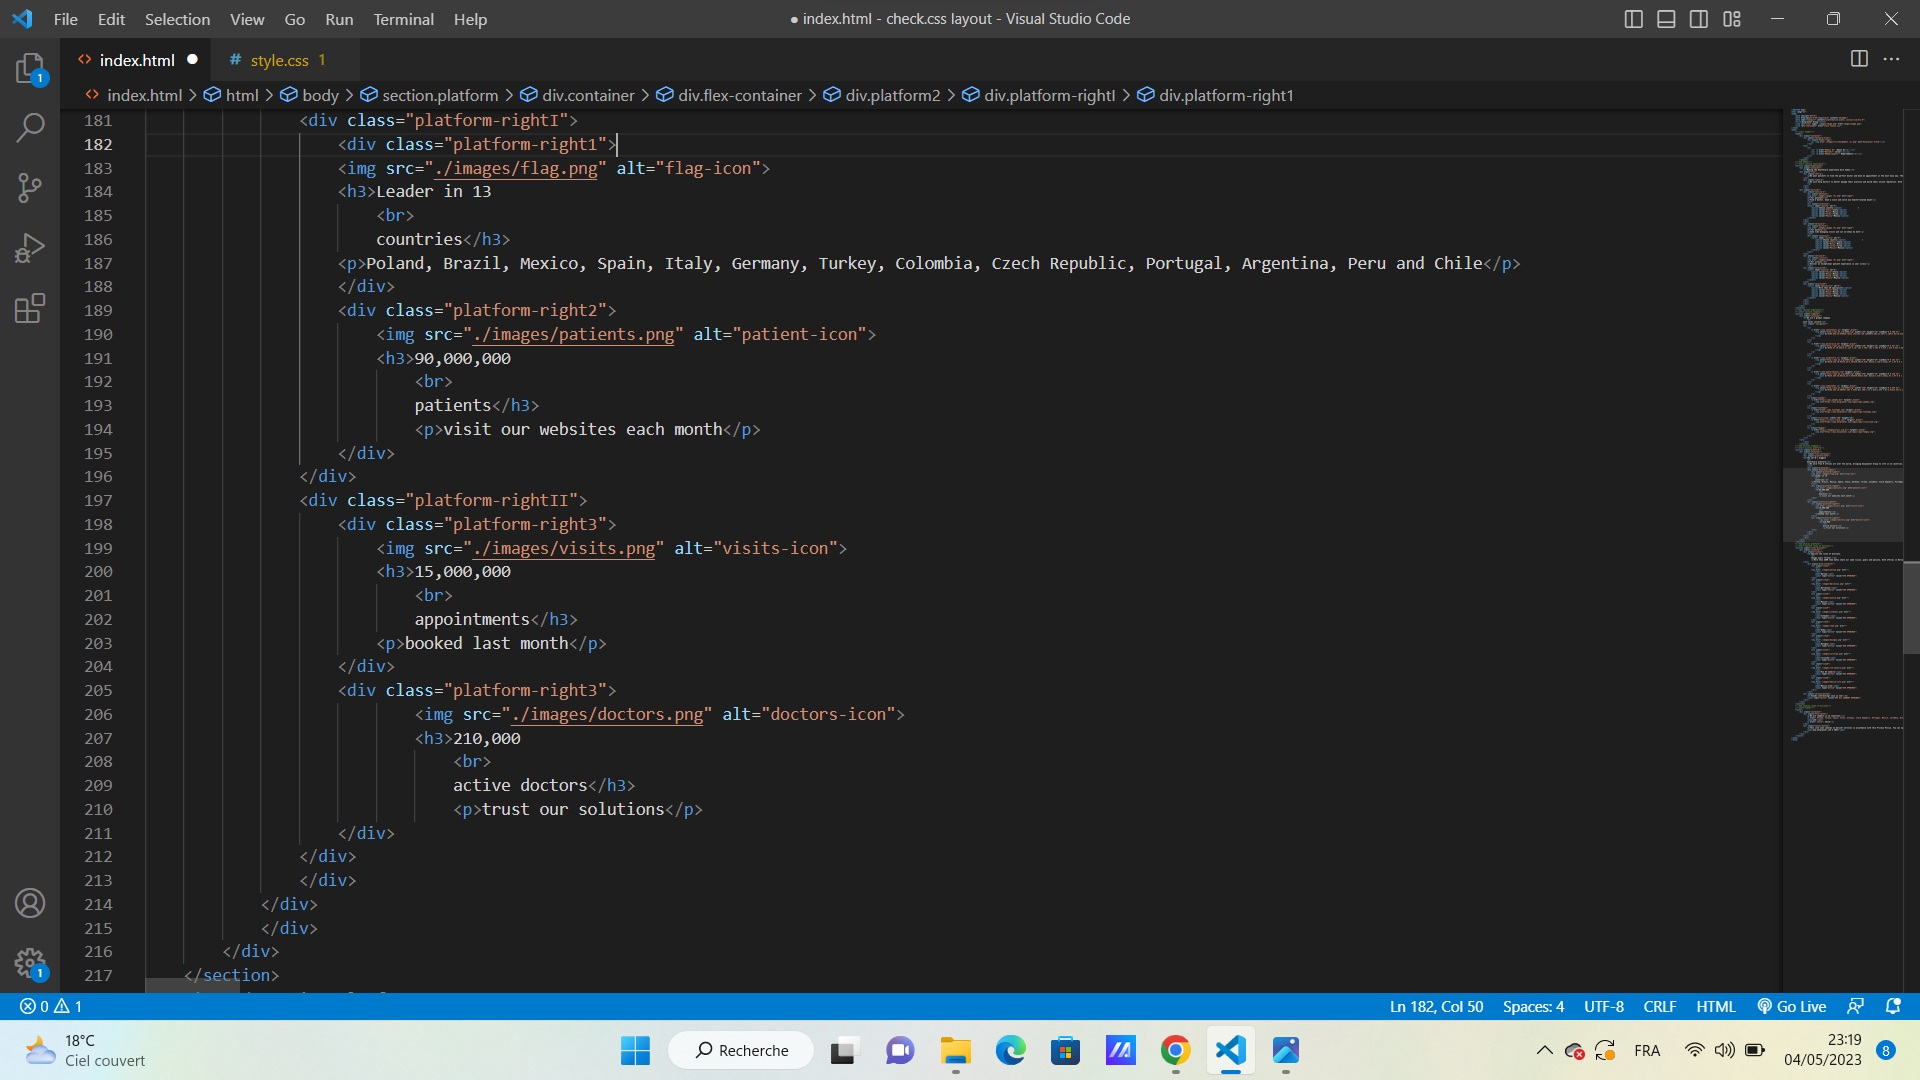 File Edit Selection View Go Run Terminal Help
● index.html - check.css layout - Visual Studio Code
index.html ●
# style.css 1
index.html > html > body > section.platform > div.container > div.flex-container > div.platform2 > div.platform-rightI > div.platform-right1
181 <div class="platform-rightI">
182 <div class="platform-right1">
183 <img src="./images/flag.png" alt="flag-icon">
184 <h3>Leader in 13
185 <br>
186 countries</h3>
187 <p>Poland, Brazil, Mexico, Spain, Italy, Germany, Turkey, Colombia, Czech Republic, Portugal, Argentina, Peru and Chile</p>
188 </div>
189 <div class="platform-right2">
190 <img src="./images/patients.png" alt="patient-icon">
191 <h3>90,000,000
192 <br>
193 patients</h3>
194 <p>visit our websites each month</p>
195 </div>
196 </div>
197 <div class="platform-rightII">
198 <div class="platform-right3">
199 <img src="./images/visits.png" alt="visits-icon">
200 <h3>15,000,000
201 <br>
202 appointments</h3>
203 <p>booked last month</p>
204 </div>
205 <div class="platform-right3">
206 <img src="./images/doctors.png" alt="doctors-icon">
207 <h3>210,000
208 <br>
209 active doctors</h3>
210 <p>trust our solutions</p>
211 </div>
212 </div>
213 </div>
214 </div>
215 </div>
216 </div>
217 </section>
1
1
0 1
Ln 182, Col 50 Spaces: 4 UTF-8 CRLF HTML Go Live
18°C
Ciel couvert
Recherche
FRA
23:19
04/05/2023
8